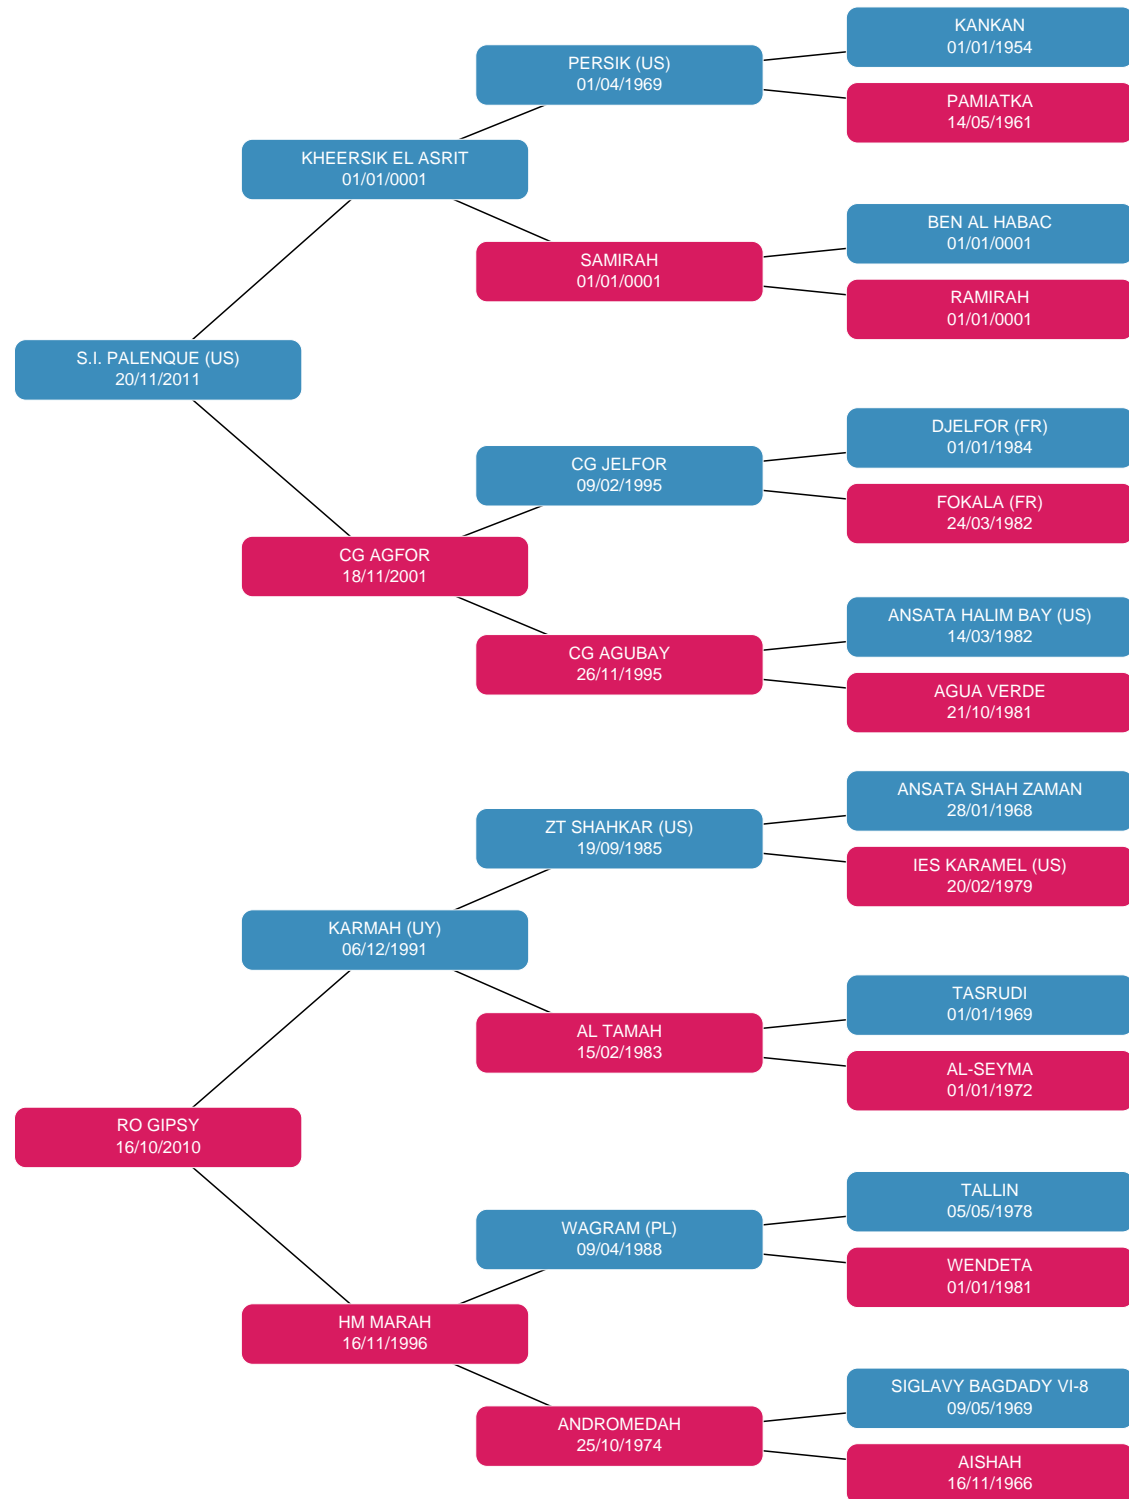 KANKAN
01/01/1954
PERSIK (US)
01/04/1969
PAMIATKA
14/05/1961
KHEERSIK EL ASRIT
01/01/0001
BEN AL HABAC
01/01/0001
SAMIRAH
01/01/0001
RAMIRAH
01/01/0001
S.I. PALENQUE (US)
20/11/2011
DJELFOR (FR)
01/01/1984
CG JELFOR
09/02/1995
FOKALA (FR)
24/03/1982
CG AGFOR
18/11/2001
ANSATA HALIM BAY (US)
14/03/1982
CG AGUBAY
26/11/1995
AGUA VERDE
21/10/1981
ANSATA SHAH ZAMAN
28/01/1968
ZT SHAHKAR (US)
19/09/1985
IES KARAMEL (US)
20/02/1979
KARMAH (UY)
06/12/1991
TASRUDI
01/01/1969
AL TAMAH
15/02/1983
AL-SEYMA
01/01/1972
RO GIPSY
16/10/2010
TALLIN
05/05/1978
WAGRAM (PL)
09/04/1988
WENDETA
01/01/1981
HM MARAH
16/11/1996
SIGLAVY BAGDADY VI-8
09/05/1969
ANDROMEDAH
25/10/1974
AISHAH
16/11/1966